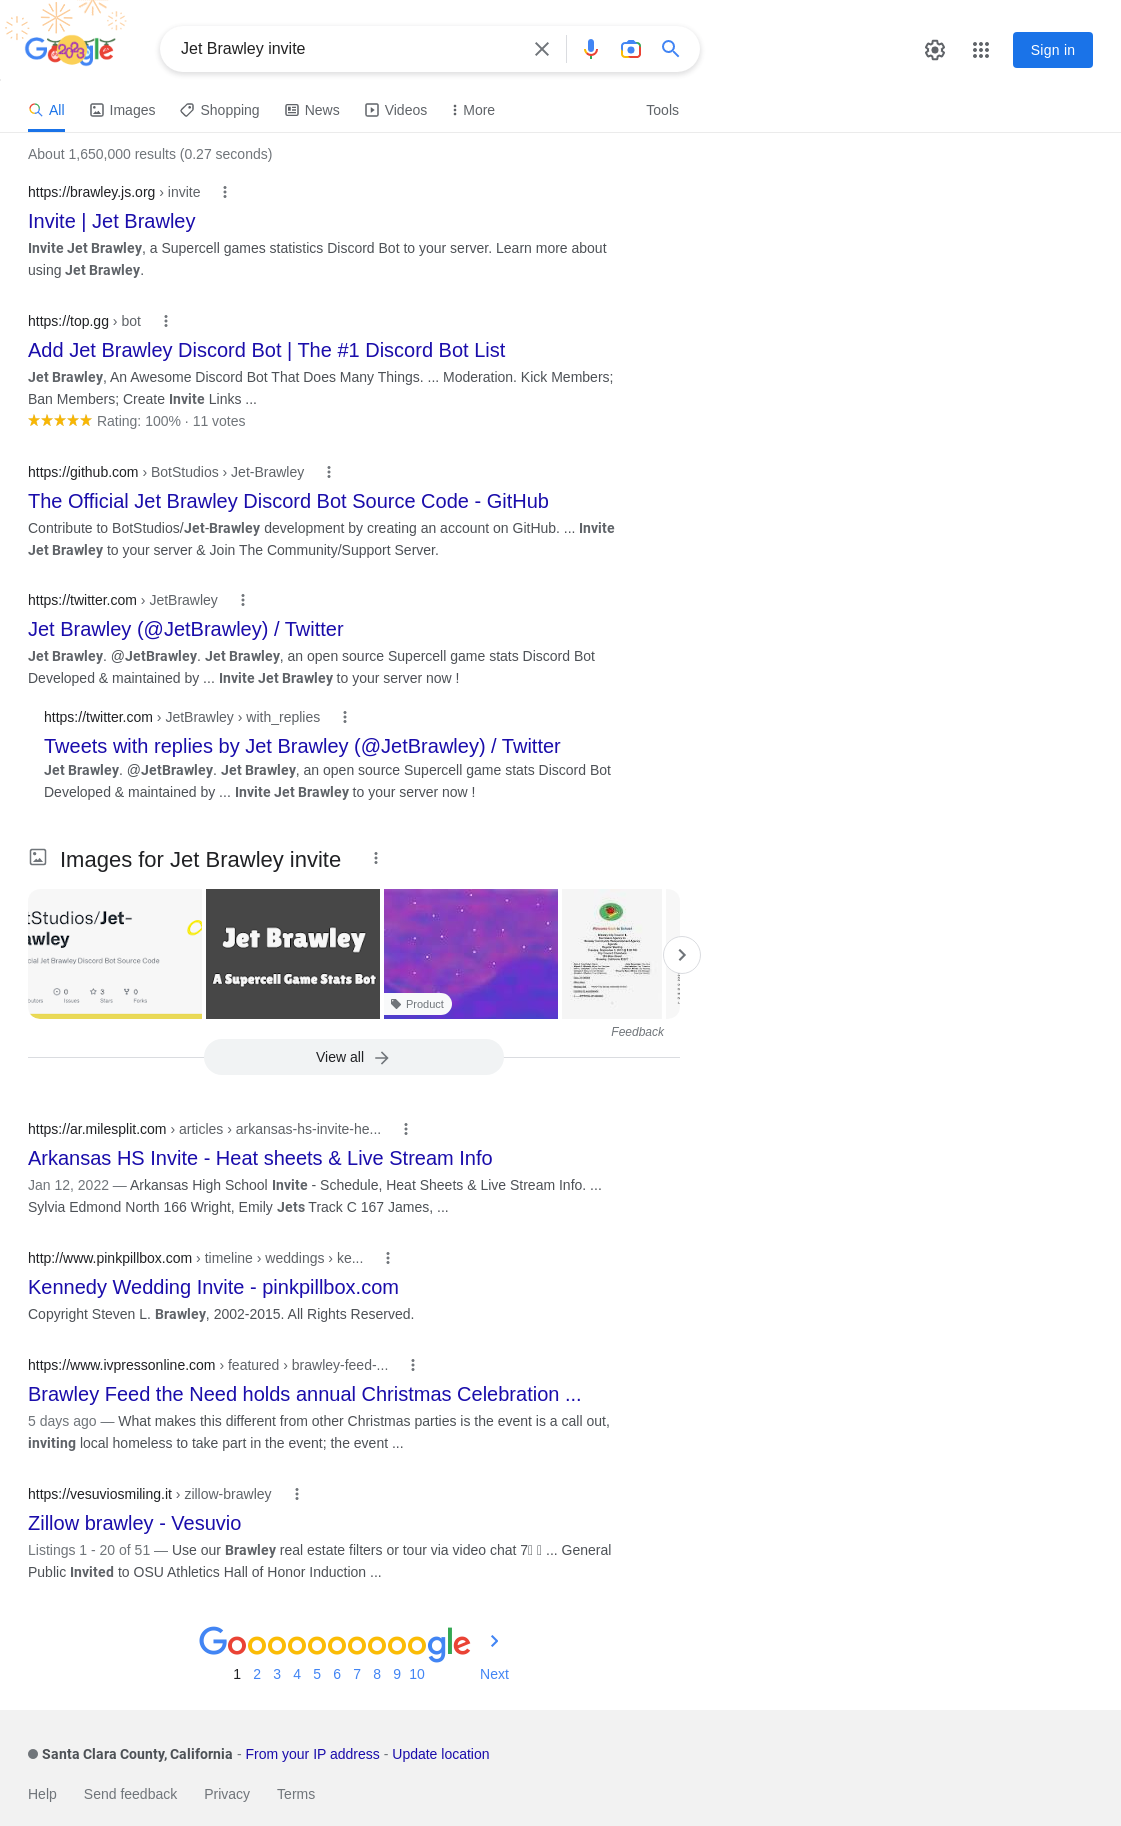 Google
Jet Brawley invite
Sign in
All
Images
Shopping
News
Videos
More
Tools
About 1,650,000 results (0.27 seconds)
https://brawley.js.org › invite
Invite | Jet Brawley
Invite Jet Brawley, a Supercell games statistics Discord Bot to your server. Learn more about
using Jet Brawley.
https://top.gg › bot
Add Jet Brawley Discord Bot | The #1 Discord Bot List
Jet Brawley, An Awesome Discord Bot That Does Many Things. ... Moderation. Kick Members;
Ban Members; Create Invite Links ...
Rating: 100% · 11 votes
https://github.com › BotStudios › Jet-Brawley
The Official Jet Brawley Discord Bot Source Code - GitHub
Contribute to BotStudios/Jet-Brawley development by creating an account on GitHub. ... Invite
Jet Brawley to your server & Join The Community/Support Server.
https://twitter.com › JetBrawley
Jet Brawley (@JetBrawley) / Twitter
Jet Brawley. @JetBrawley. Jet Brawley, an open source Supercell game stats Discord Bot
Developed & maintained by ... Invite Jet Brawley to your server now !
https://twitter.com › JetBrawley › with_replies
Tweets with replies by Jet Brawley (@JetBrawley) / Twitter
Jet Brawley. @JetBrawley. Jet Brawley, an open source Supercell game stats Discord Bot
Developed & maintained by ... Invite Jet Brawley to your server now !
Images for Jet Brawley invite
tStudios/Jet-
awley
cial Jet Brawley Discord Bot Source Code
Issues
Stars
Forks
Jet Brawley
A Supercell Game Stats Bot
Product
Feedback
View all
https://ar.milesplit.com › articles › arkansas-hs-invite-he...
Arkansas HS Invite - Heat sheets & Live Stream Info
Jan 12, 2022 — Arkansas High School Invite - Schedule, Heat Sheets & Live Stream Info. ...
Sylvia Edmond North 166 Wright, Emily Jets Track C 167 James, ...
http://www.pinkpillbox.com › timeline › weddings › ke...
Kennedy Wedding Invite - pinkpillbox.com
Copyright Steven L. Brawley, 2002-2015. All Rights Reserved.
https://www.ivpressonline.com › featured › brawley-feed-...
Brawley Feed the Need holds annual Christmas Celebration ...
5 days ago — What makes this different from other Christmas parties is the event is a call out,
inviting local homeless to take part in the event; the event ...
https://vesuviosmiling.it › zillow-brawley
Zillow brawley - Vesuvio
Listings 1 - 20 of 51 — Use our Brawley real estate filters or tour via video chat 7 ... General
Public Invited to OSU Athletics Hall of Honor Induction ...
Goooooooooogle
1 2 3 4 5 6 7 8 9 10 Next
Santa Clara County, California - From your IP address - Update location
Help
Send feedback
Privacy
Terms